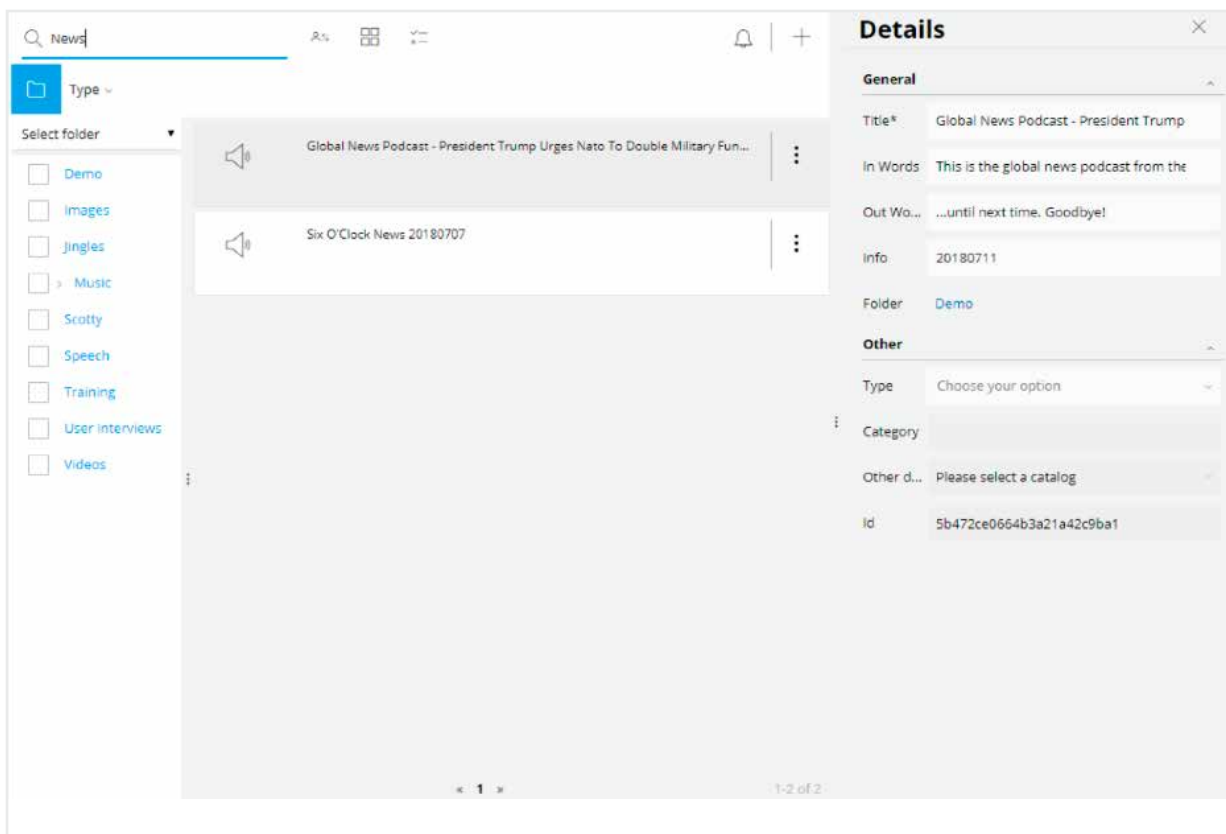 News
Type
Select folder
Demo
Images
Jingles
Music
Scotty
Speech
Training
User Interviews
Videos
Global News Podcast - President Trump Urges Nato To Double Military Fun...
Six O'Clock News 20180707
« 1 »
1-2 of 2
Details
General
Title* Global News Podcast - President Trump
In Words This is the global news podcast from the
Out Wo... ...until next time. Goodbye!
Info 20180711
Folder Demo
Other
Type Choose your option
Category
Other d... Please select a catalog
Id 5b472ce0664b3a21a42c9ba1